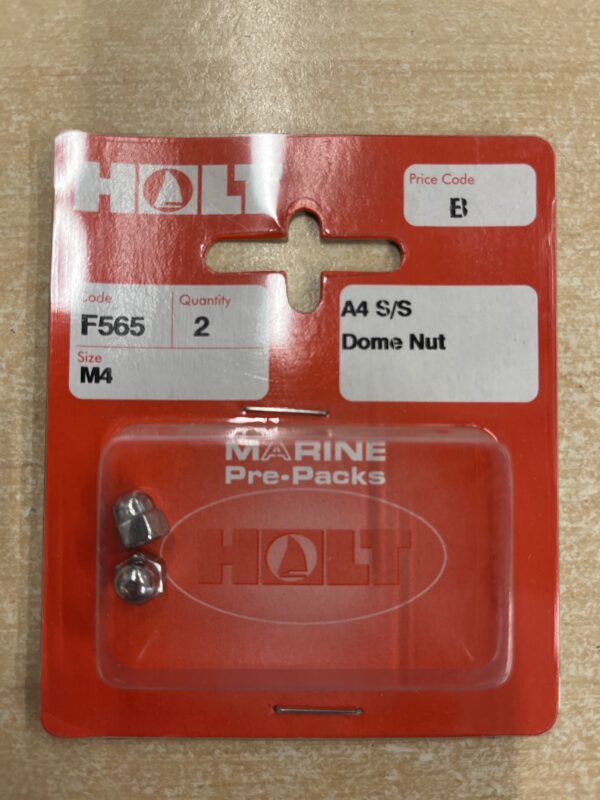 HOLT
Price Code
B
Code
F565
Quantity
2
Size
M4
A4 S/S
Dome Nut
MARINE
Pre-Packs
HOLT